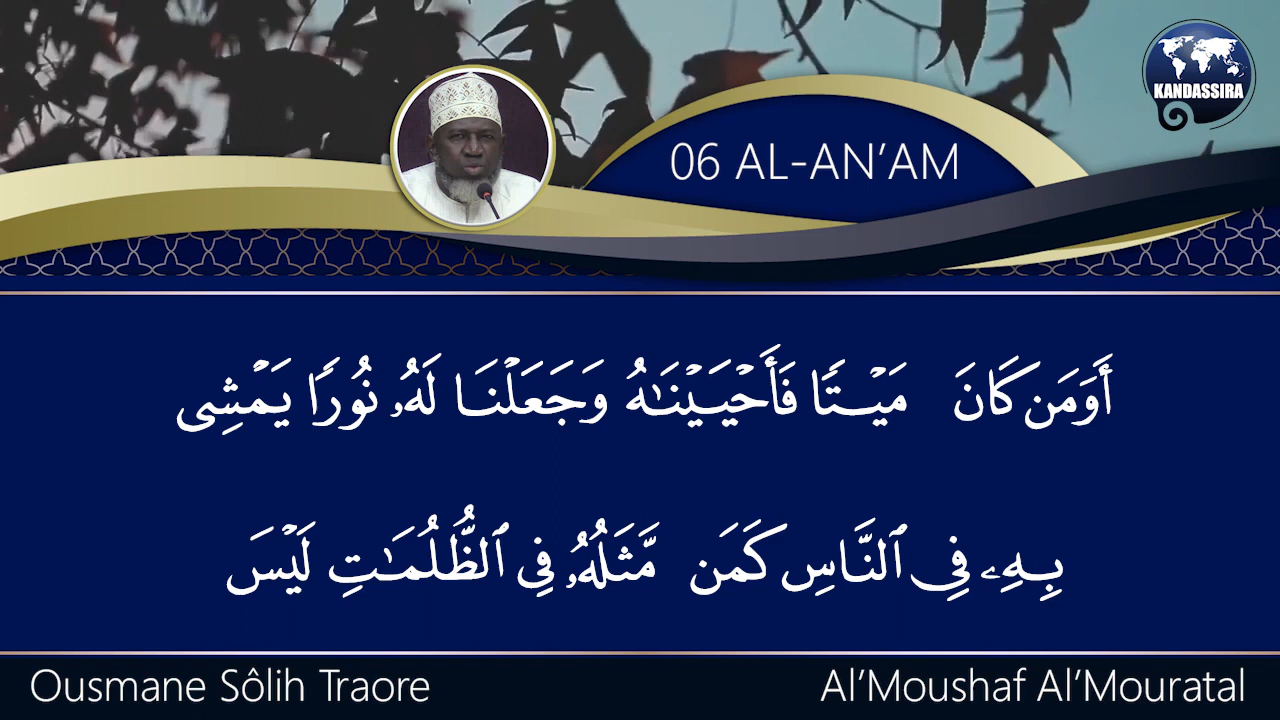 KANDASSIRA
06 AL-AN’AM
أَوَمَن كَانَ مَيۡتٗا فَأَحۡيَيۡنَٰهُ وَجَعَلۡنَا لَهُۥ نُورٗا يَمۡشِي
بِهِۦ فِي ٱلنَّاسِ كَمَن مَّثَلُهُۥ فِي ٱلظُّلُمَٰتِ لَيۡسَ
Ousmane Sôlih Traore
Al’Moushaf Al’Mouratal